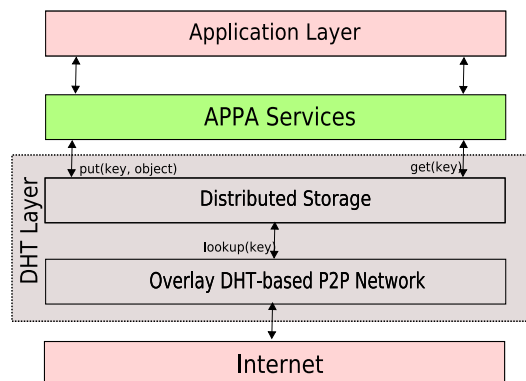 Application Layer
APPA Services
put(key, object)
get(key)
DHT Layer
Distributed Storage
lookup(key)
Overlay DHT-based P2P Network
Internet